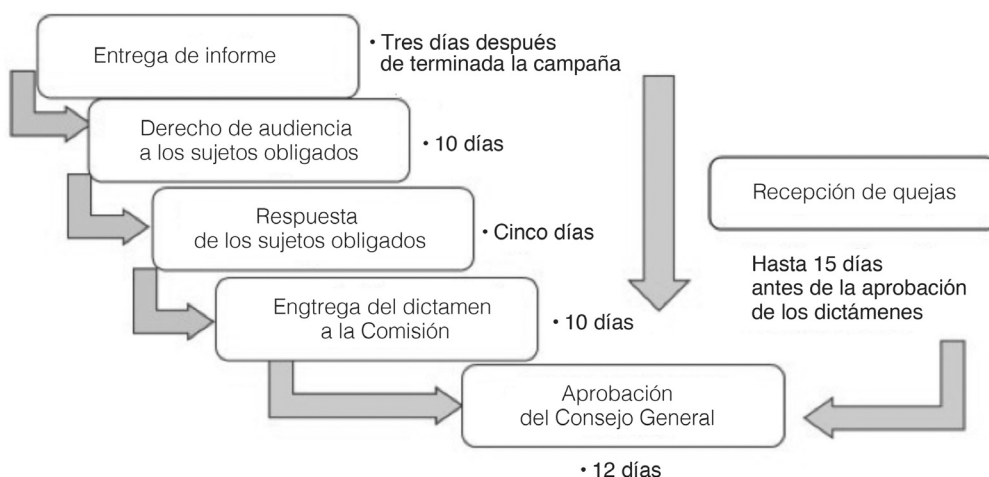 Entrega de informe
• Tres días después
de terminada la campaña
Derecho de audiencia
a los sujetos obligados
• 10 días
Respuesta
de los sujetos obligados
• Cinco días
Engtrega del dictamen
a la Comisión
• 10 días
Recepción de quejas
Hasta 15 días
antes de la aprobación
de los dictámenes
Aprobación
del Consejo General
• 12 días